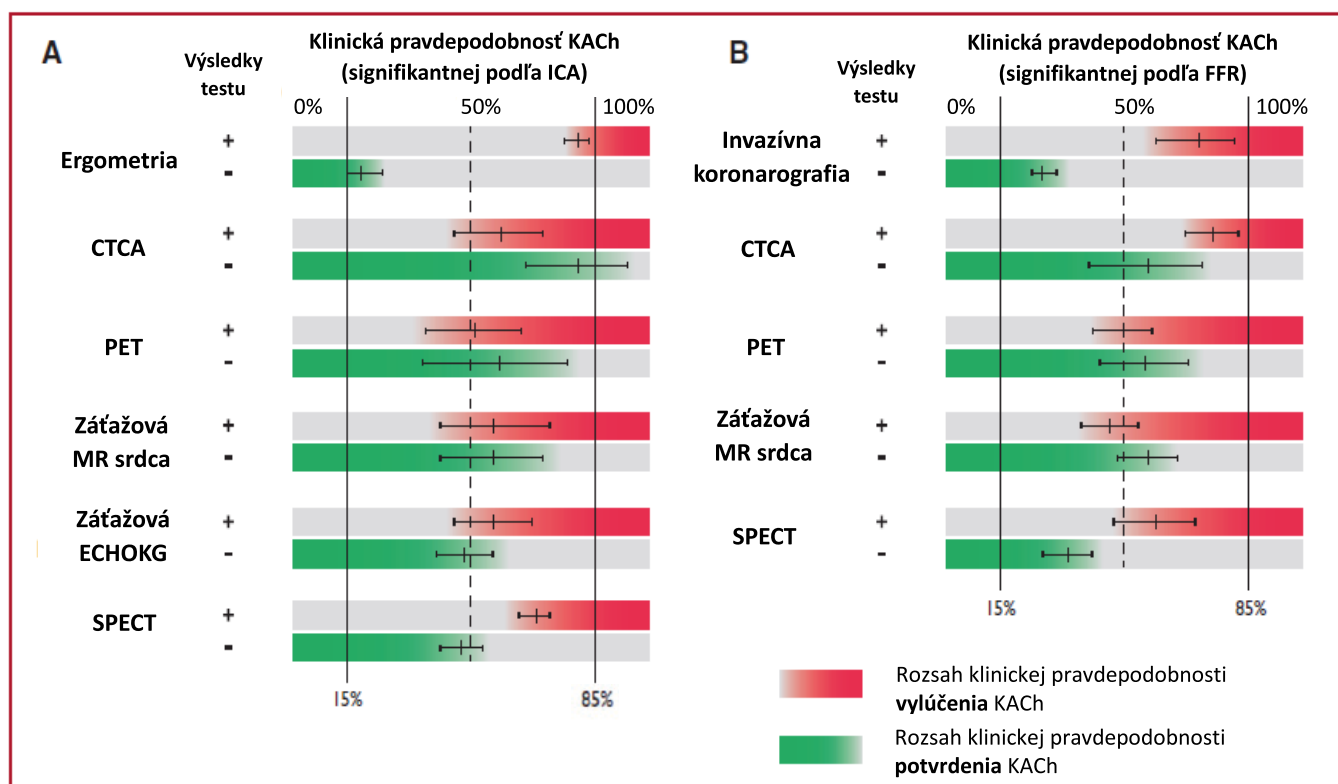 A
Výsledky
testu
Klinická pravdepodobnosť KACh
(signifikantnej podľa ICA)
0% 50% 100%
Ergometria + -
CTCA + -
PET + -
Záťažová +
MR srdca -
Záťažová +
ECHOKG -
SPECT + -
15% 85%
B
Výsledky
testu
Klinická pravdepodobnosť KACh
(signifikantnej podľa FFR)
0% 50% 100%
Invazívna +
koronarografia -
CTCA + -
PET + -
Záťažová +
MR srdca -
SPECT + -
15% 85%
Rozsah klinickej pravdepodobnosti
vylúčenia KACh
Rozsah klinickej pravdepodobnosti
potvrdenia KACh